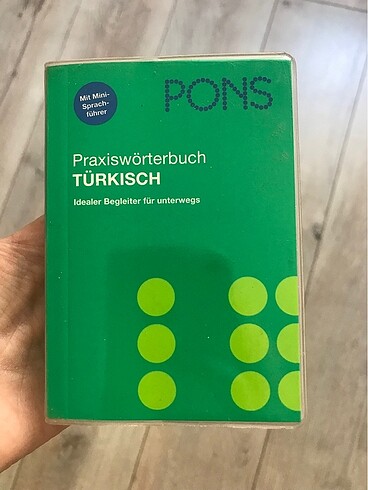 Mit Mini-
Sprach-
führer
PONS
Praxiswörterbuch
TÜRKISCH
Idealer Begleiter für unterwegs